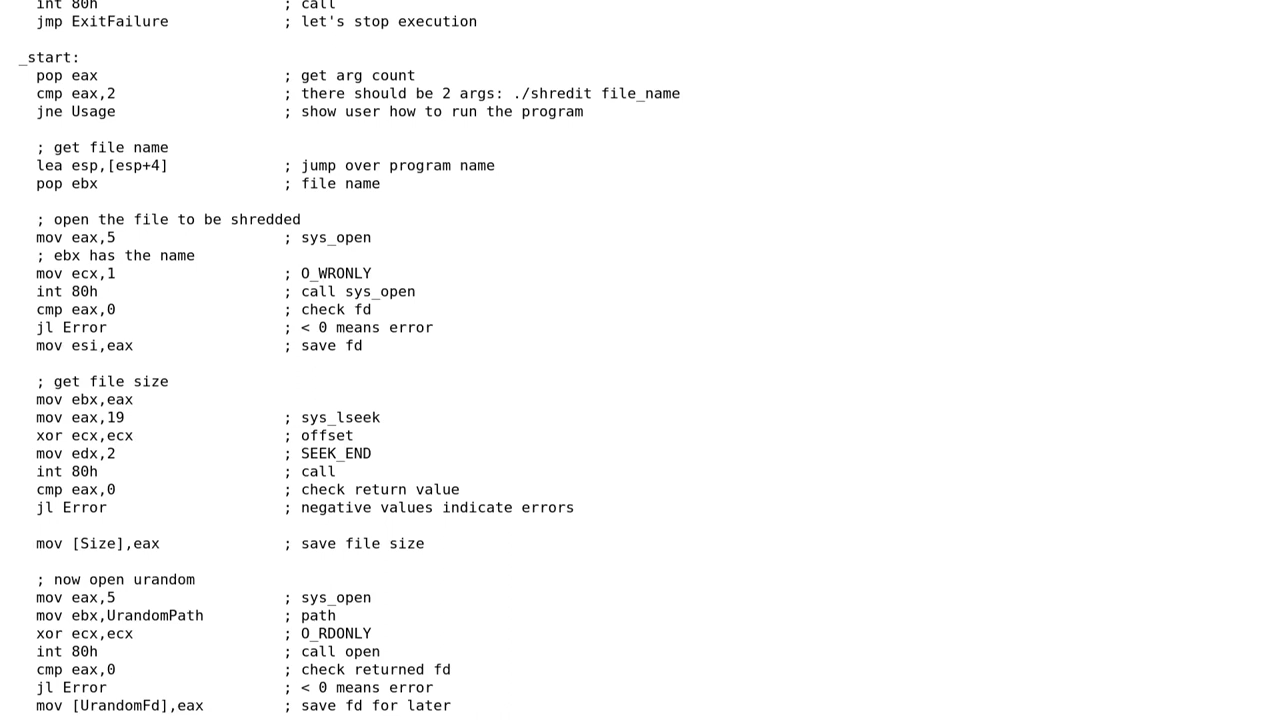 int 80h ; call
jmp ExitFailure ; let's stop execution
_start:
pop eax ; get arg count
cmp eax,2 ; there should be 2 args: ./shredit file_name
jne Usage ; show user how to run the program
; get file name
lea esp,[esp+4] ; jump over program name
pop ebx ; file name
; open the file to be shredded
mov eax,5 ; sys_open
; ebx has the name
mov ecx,1 ; O_WRONLY
int 80h ; call sys_open
cmp eax,0 ; check fd
jl Error ; < 0 means error
mov esi,eax ; save fd
; get file size
mov ebx,eax
mov eax,19 ; sys_lseek
xor ecx,ecx ; offset
mov edx,2 ; SEEK_END
int 80h ; call
cmp eax,0 ; check return value
jl Error ; negative values indicate errors
mov [Size],eax ; save file size
; now open urandom
mov eax,5 ; sys_open
mov ebx,UrandomPath ; path
xor ecx,ecx ; O_RDONLY
int 80h ; call open
cmp eax,0 ; check returned fd
jl Error ; < 0 means error
mov [UrandomFd],eax ; save fd for later